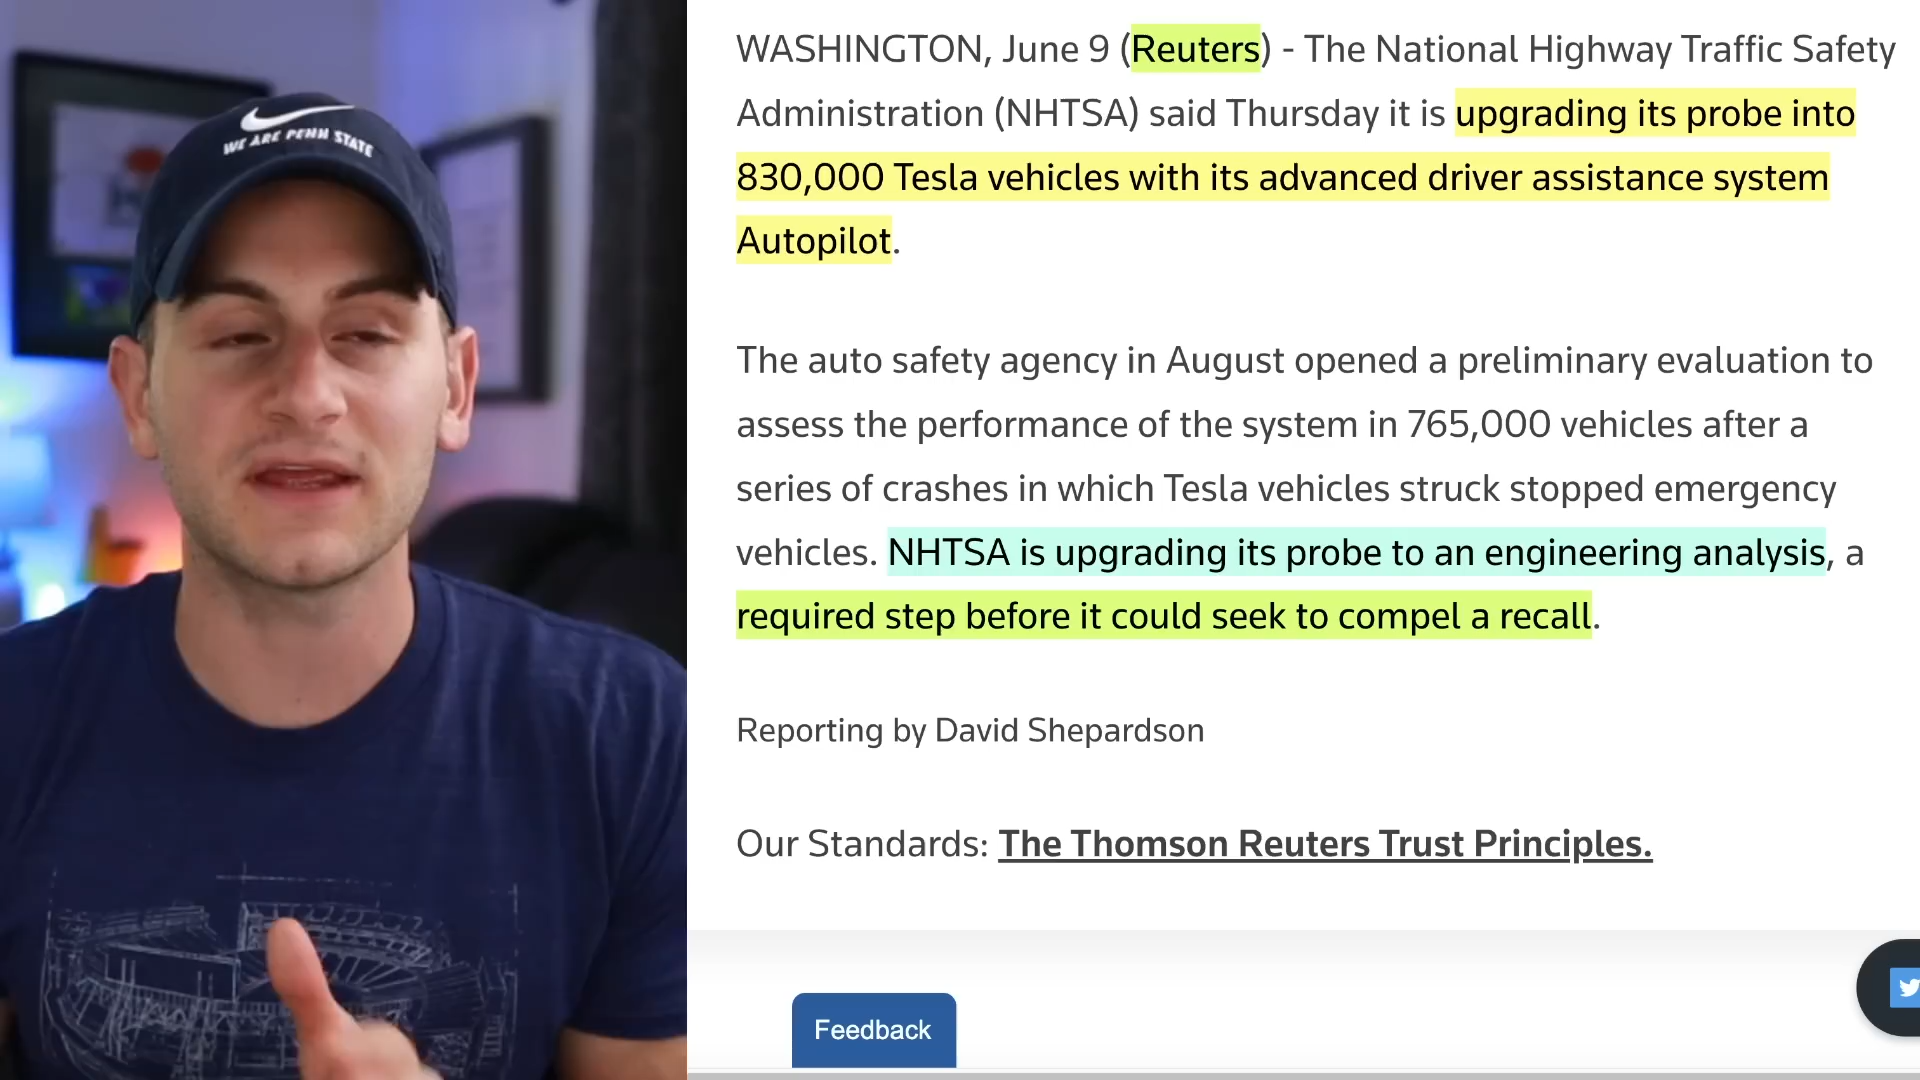 WE ARE PENN STATE
WASHINGTON, June 9 (Reuters) - The National Highway Traffic Safety
Administration (NHTSA) said Thursday it is upgrading its probe into
830,000 Tesla vehicles with its advanced driver assistance system
Autopilot.
The auto safety agency in August opened a preliminary evaluation to
assess the performance of the system in 765,000 vehicles after a
series of crashes in which Tesla vehicles struck stopped emergency
vehicles. NHTSA is upgrading its probe to an engineering analysis, a
required step before it could seek to compel a recall.
Reporting by David Shepardson
Our Standards: The Thomson Reuters Trust Principles.
Feedback